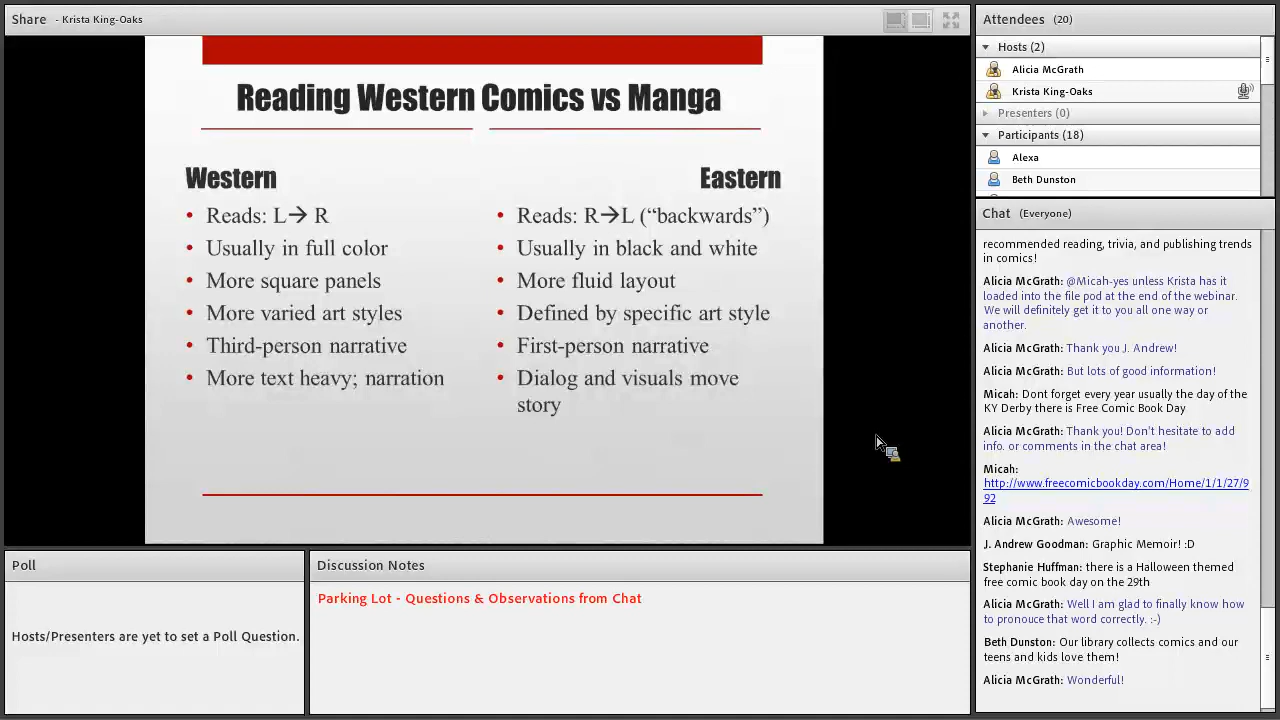 Share - Krista King-Oaks
Reading Western Comics vs Manga
Western
• Reads: L→ R
• Usually in full color
• More square panels
• More varied art styles
• Third-person narrative
• More text heavy; narration
Eastern
• Reads: R→L (“backwards”)
• Usually in black and white
• More fluid layout
• Defined by specific art style
• First-person narrative
• Dialog and visuals move
story
Poll
Hosts/Presenters are yet to set a Poll Question.
Discussion Notes
Parking Lot - Questions & Observations from Chat
Attendees (20)
Hosts (2)
Alicia McGrath
Krista King-Oaks
Presenters (0)
Participants (18)
Alexa
Beth Dunston
Chat (Everyone)
recommended reading, trivia, and publishing trends
in comics!
Alicia McGrath: @Micah-yes unless Krista has it
loaded into the file pod at the end of the webinar.
We will definitely get it to you all one way or
another.
Alicia McGrath: Thank you J. Andrew!
Alicia McGrath: But lots of good information!
Micah: Dont forget every year usually the day of the
KY Derby there is Free Comic Book Day
Alicia McGrath: Thank you! Don't hesitate to add
info. or comments in the chat area!
Micah:
http://www.freecomicbookday.com/Home/1/1/27/9
92
Alicia McGrath: Awesome!
J. Andrew Goodman: Graphic Memoir! :D
Stephanie Huffman: there is a Halloween themed
free comic book day on the 29th
Alicia McGrath: Well I am glad to finally know how
to pronouce that word correctly. :-)
Beth Dunston: Our library collects comics and our
teens and kids love them!
Alicia McGrath: Wonderful!